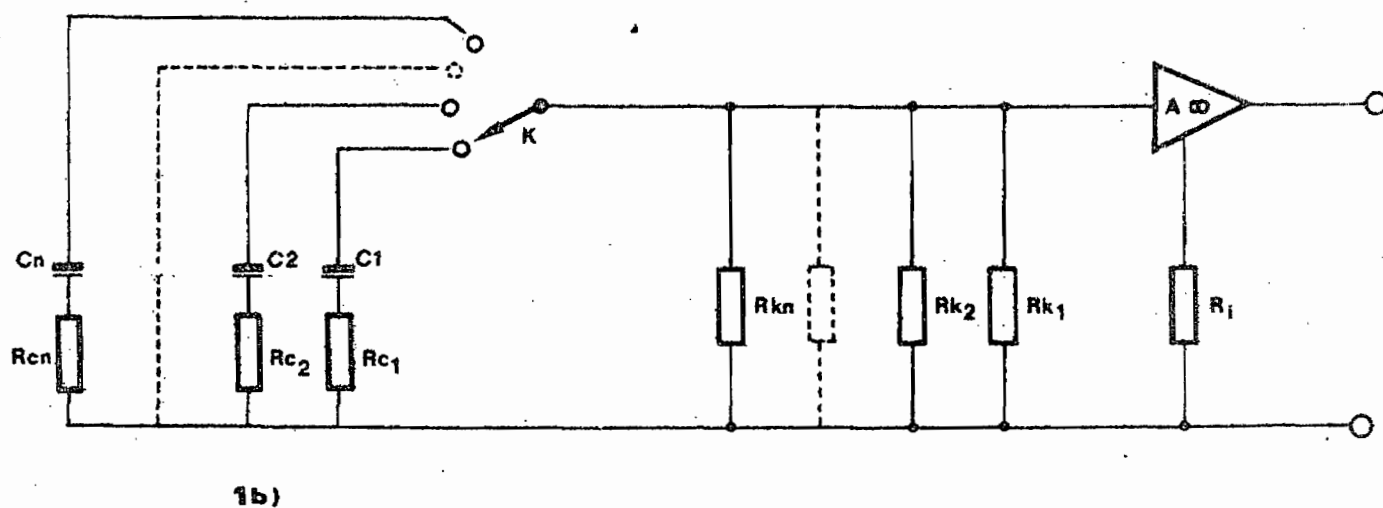 K
A ∞
Cn
C2
C1
Rcn
Rc2
Rc1
Rkn
Rk2
Rk1
Ri
1b)